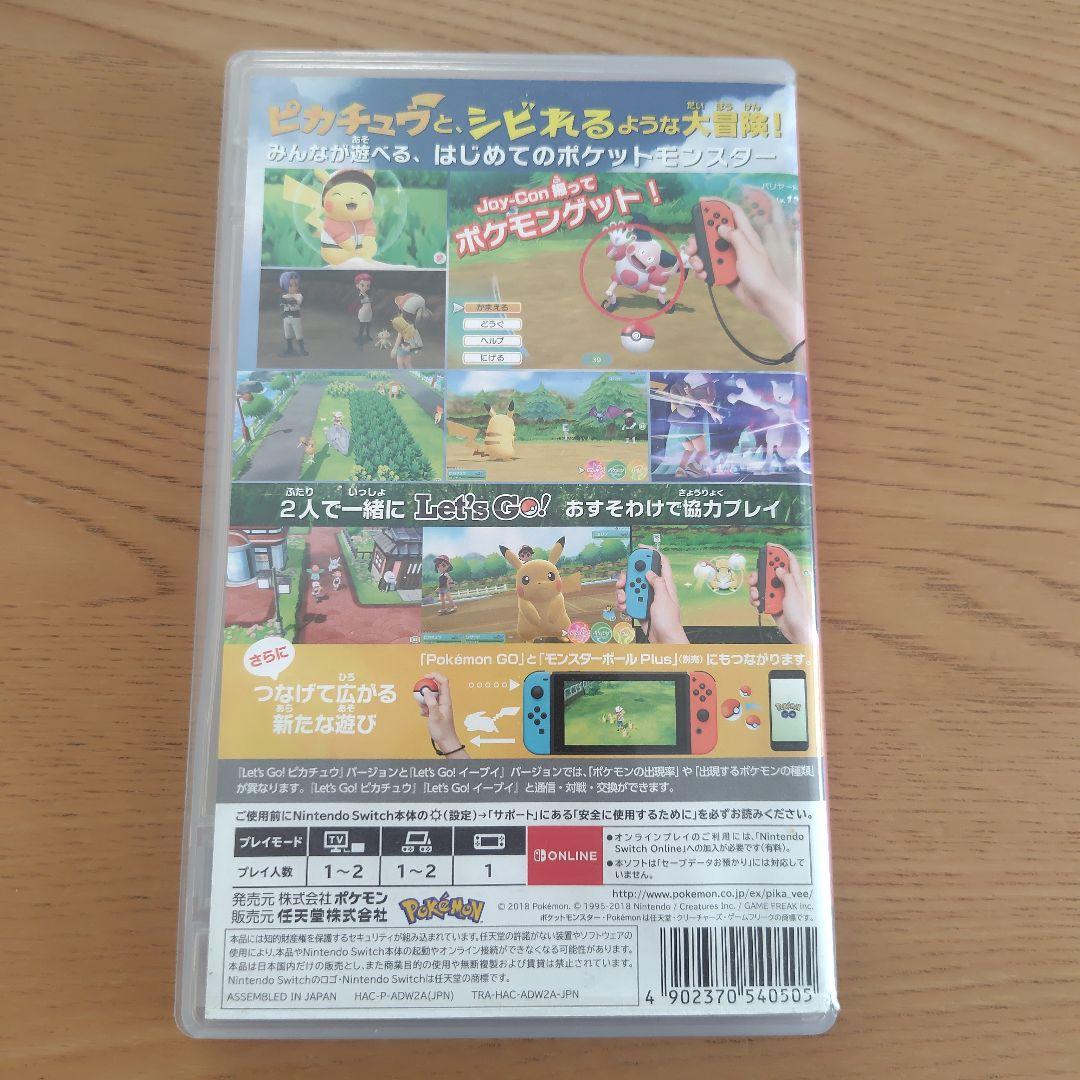 ピカチュウと、シビれるような大冒険!
みんなが遊べる、はじめてのポケットモンスター
Joy-Con 振って
ポケモンゲット!
バリヤード
かまえる
どうぐ
ヘルプ
にげる
39
2人で一緒に Let's GO! おすそわけで協力プレイ
さらに
つなげて広がる
新たな遊び
「Pokémon GO」と「モンスターボール Plus」(別売)にもつながります。
Pokémon GO
『Let's Go! ピカチュウ』バージョンと『Let's Go! イーブイ』バージョンでは、「ポケモンの出現率」や「出現するポケモンの種類」
が異なります。『Let's Go! ピカチュウ』『Let's Go! イーブイ』と通信・対戦・交換ができます。
ご使用前にNintendo Switch本体の(設定)→「サポート」にある「安全に使用するために」を必ずお読みください。
プレイモード TV
プレイ人数 1~2 1~2 1
ONLINE
●オンラインプレイのご利用には、「Nintendo
Switch Online」への加入が必要です(有料)。
●本ソフトは「セーブデータお預かり」には対応して
いません。
発売元 株式会社ポケモン
販売元 任天堂株式会社
POKéMON
http://www.pokemon.co.jp/ex/pika_vee/
© 2018 Pokémon. © 1995-2018 Nintendo / Creatures Inc. / GAME FREAK inc.
ポケットモンスター・Pokémonは任天堂・クリーチャーズ・ゲームフリークの商標です。
本品には知的財産権を保護するセキュリティが組み込まれています。任天堂の許諾がない装置やソフトウェアの
使用により、本品やNintendo Switch本体の起動やオンライン接続ができなくなる可能性があります。
本品は日本国内だけの販売とし、また商業目的の使用や無断複製および賃貸は禁止されています。
Nintendo Switchのロゴ・Nintendo Switchは任天堂の商標です。
ASSEMBLED IN JAPAN HAC-P-ADW2A(JPN) TRA-HAC-ADW2A-JPN
4 902370 540505